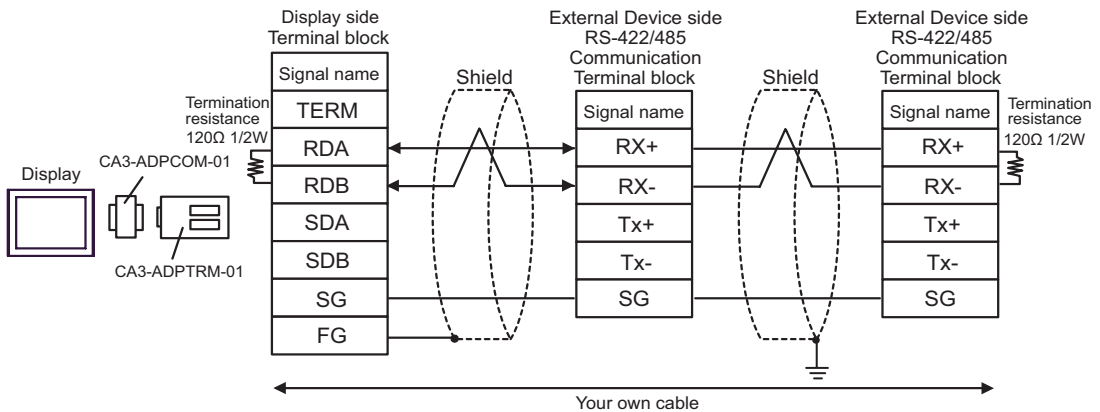 Display side
Terminal block
External Device side
RS-422/485
Communication
Terminal block
External Device side
RS-422/485
Communication
Terminal block
Signal name
TERM
RDA
RDB
SDA
SDB
SG
FG
Shield
Signal name
RX+
RX-
Tx+
Tx-
SG
Shield
Signal name
RX+
RX-
Tx+
Tx-
SG
Termination
resistance
120Ω 1/2W
Termination
resistance
120Ω 1/2W
Display
CA3-ADPCOM-01
CA3-ADPTRM-01
Your own cable